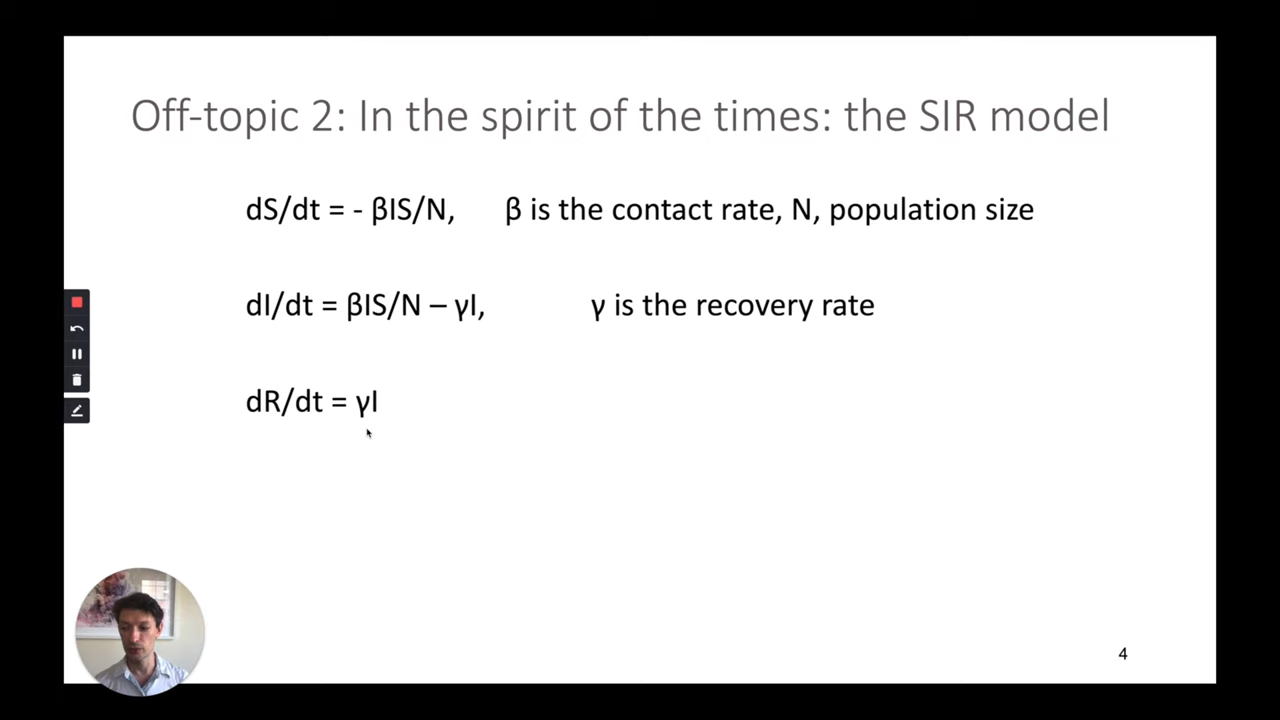 Off-topic 2: In the spirit of the times: the SIR model
dS/dt = - βIS/N, β is the contact rate, N, population size
dI/dt = βIS/N – γI, γ is the recovery rate
dR/dt = γI
4